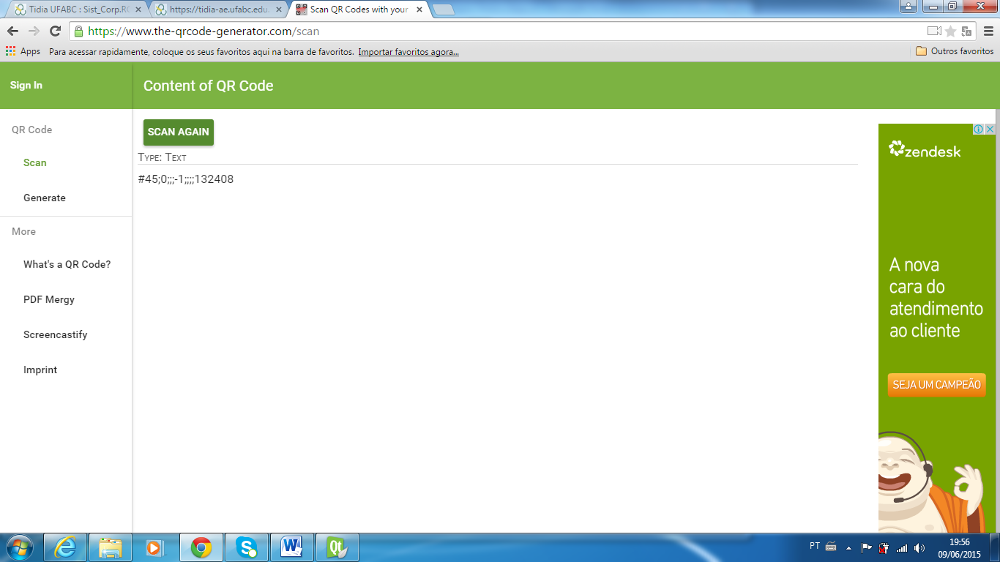 Tidia UFABC : Sist_Corp.RC
https://tidia-ae.ufabc.edu.
Scan QR Codes with your
https://www.the-qrcode-generator.com/scan
Apps
Para acessar rapidamente, coloque os seus favoritos aqui na barra de favoritos. Importar favoritos agora...
Outros favoritos
Sign In
Content of QR Code
QR Code
Scan
Generate
More
What's a QR Code?
PDF Mergy
Screencastify
Imprint
SCAN AGAIN
Type: Text
#45;0;;;-1;;;;132408
zendesk
A nova
cara do
atendimento
ao cliente
SEJA UM CAMPEÃO
PT
19:56
09/06/2015